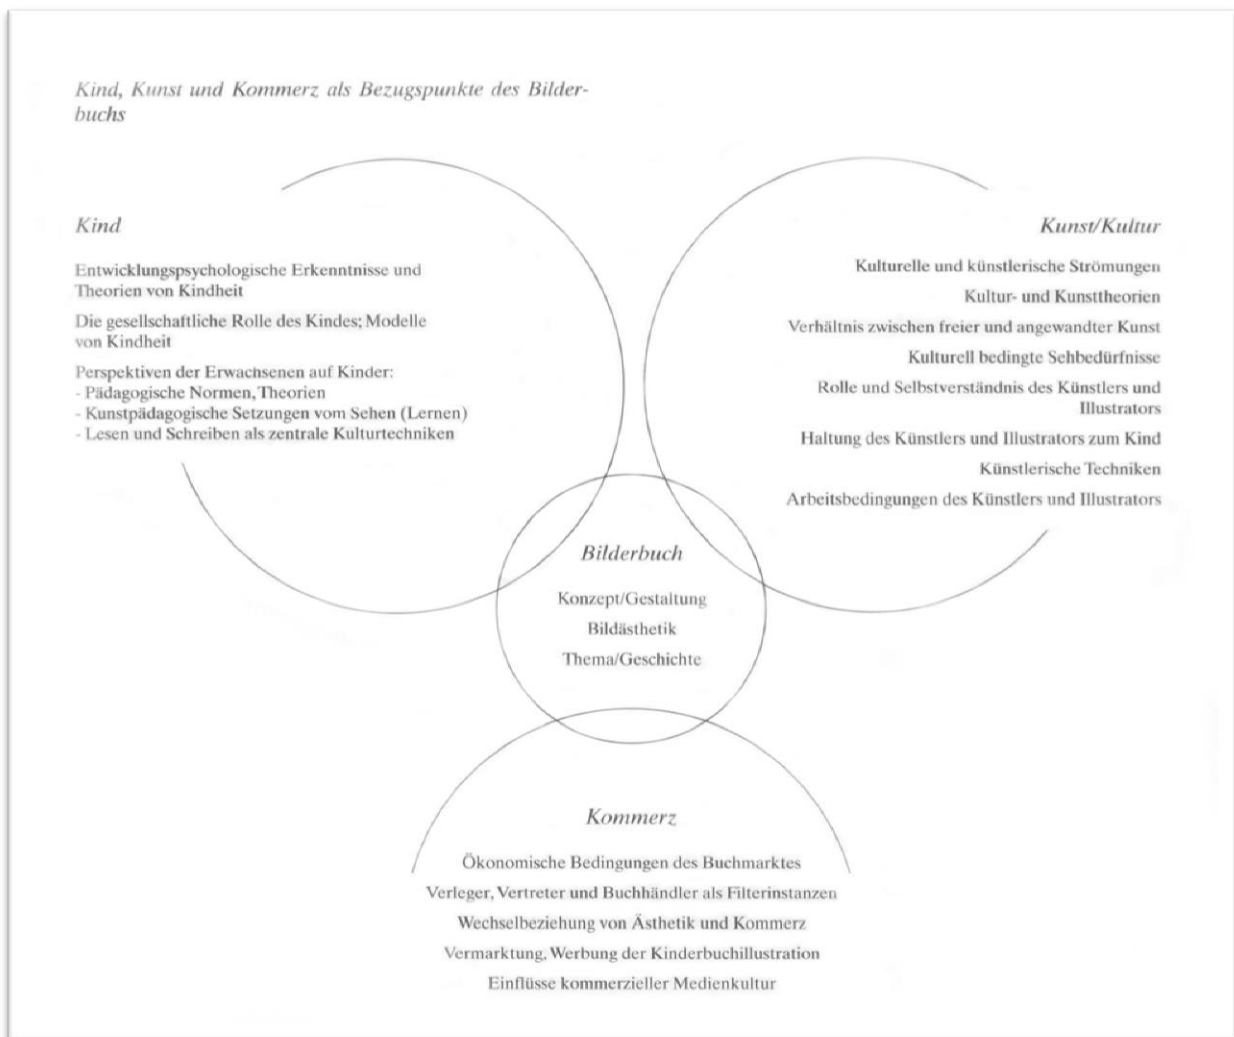 Kind, Kunst und Kommerz als Bezugspunkte des Bilder-
buchs
Kind
Entwicklungspsychologische Erkenntnisse und
Theorien von Kindheit
Die gesellschaftliche Rolle des Kindes; Modelle
von Kindheit
Perspektiven der Erwachsenen auf Kinder:
- Pädagogische Normen, Theorien
- Kunstpädagogische Setzungen vom Sehen (Lernen)
- Lesen und Schreiben als zentrale Kulturtechniken
Kunst/Kultur
Kulturelle und künstlerische Strömungen
Kultur- und Kunsttheorien
Verhältnis zwischen freier und angewandter Kunst
Kulturell bedingte Sehbedürfnisse
Rolle und Selbstverständnis des Künstlers und
Illustrators
Haltung des Künstlers und Illustrators zum Kind
Künstlerische Techniken
Arbeitsbedingungen des Künstlers und Illustrators
Bilderbuch
Konzept/Gestaltung
Bildästhetik
Thema/Geschichte
Kommerz
Ökonomische Bedingungen des Buchmarktes
Verleger, Vertreter und Buchhändler als Filterinstanzen
Wechselbeziehung von Ästhetik und Kommerz
Vermarktung, Werbung der Kinderbuchillustration
Einflüsse kommerzieller Medienkultur